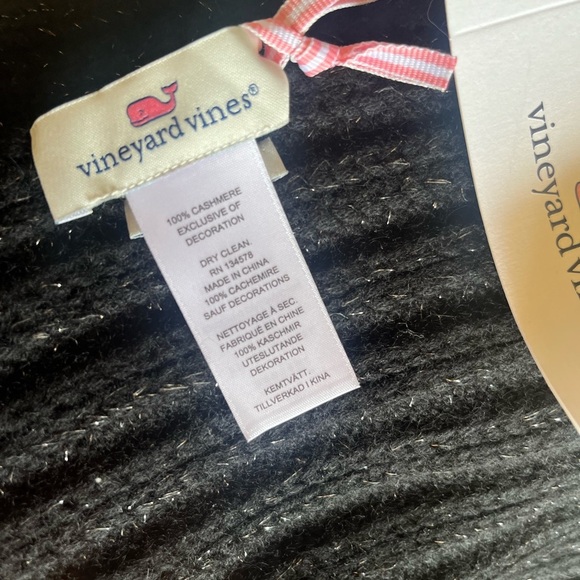 vineyard vines®
100% CASHMERE
EXCLUSIVE OF
DECORATION
DRY CLEAN.
RN 134578
MADE IN CHINA
100% CACHEMIRE
SAUF DECORATIONS
NETTOYAGE À SEC.
FABRIQUÉ EN CHINE
100% KASCHMIR
UTESLUTANDE
DEKORATION
KEMTVÄTT.
TILLVERKAD I KINA
vineyard vi